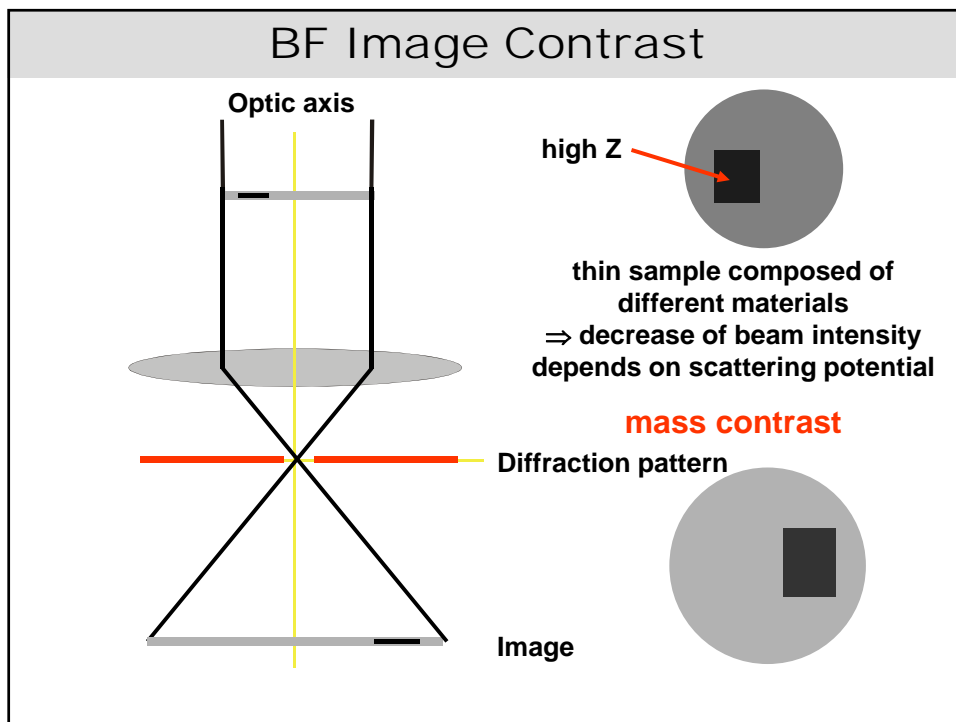 BF Image Contrast
Optic axis
high Z
thin sample composed of
different materials
⇒ decrease of beam intensity
depends on scattering potential
mass contrast
Diffraction pattern
Image